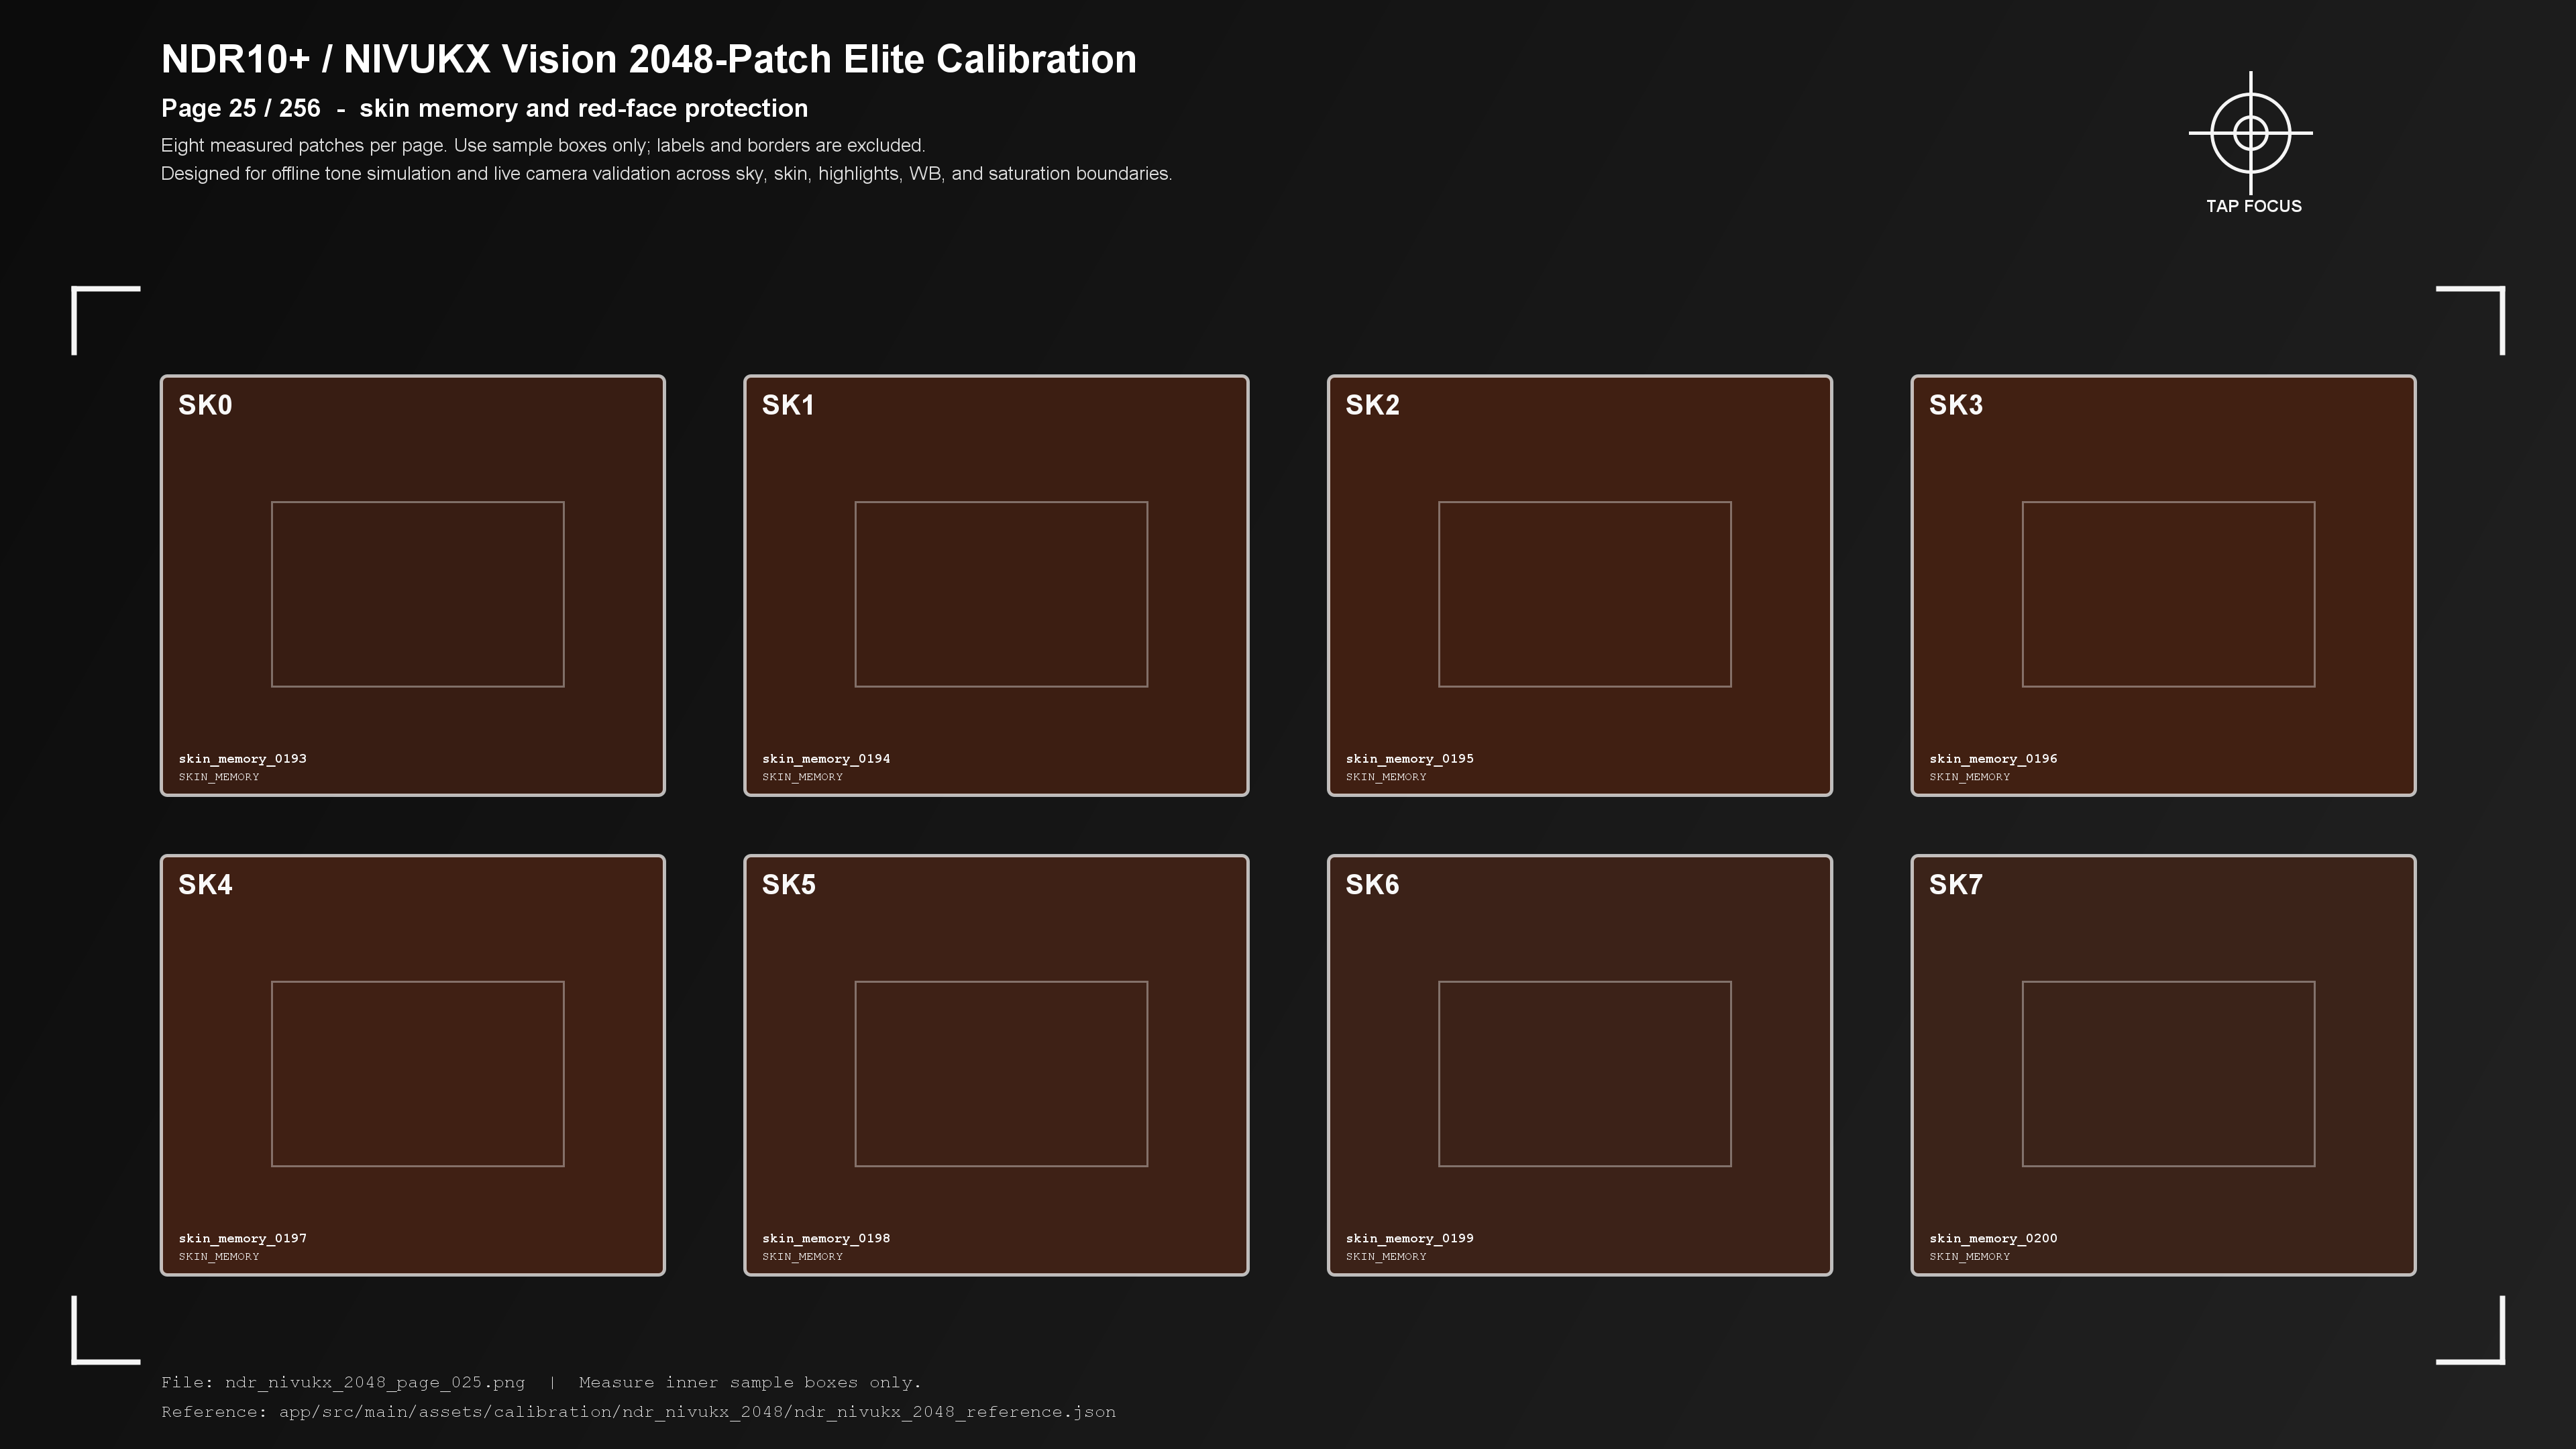 NDR10+ / NIVUKX Vision 2048-Patch Elite Calibration
Page 25 / 256 - skin memory and red-face protection
Eight measured patches per page. Use sample boxes only; labels and borders are excluded.
Designed for offline tone simulation and live camera validation across sky, skin, highlights, WB, and saturation boundaries.
TAP FOCUS
SK0
skin_memory_0193
SKIN_MEMORY
SK1
skin_memory_0194
SKIN_MEMORY
SK2
skin_memory_0195
SKIN_MEMORY
SK3
skin_memory_0196
SKIN_MEMORY
SK4
skin_memory_0197
SKIN_MEMORY
SK5
skin_memory_0198
SKIN_MEMORY
SK6
skin_memory_0199
SKIN_MEMORY
SK7
skin_memory_0200
SKIN_MEMORY
File: ndr_nivukx_2048_page_025.png | Measure inner sample boxes only.
Reference: app/src/main/assets/calibration/ndr_nivukx_2048/ndr_nivukx_2048_reference.json